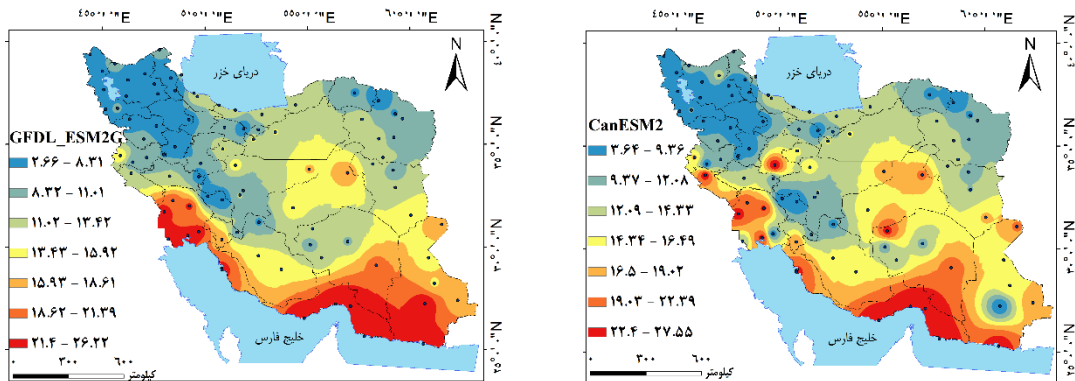 ۴۵°۰'۰"E ۵۱°۰'۰"E ۵۵°۰'۰"E ۶۰°۰'۰"E
N
دریای خزر
GFDL_ESM2G
۲.۶۶ – ۸.۳۱
۸.۳۲ – ۱۱.۰۱
۱۱.۰۲ – ۱۳.۴۲
۱۳.۴۳ – ۱۵.۹۲
۱۵.۹۳ – ۱۸.۶۱
۱۸.۶۲ – ۲۱.۳۹
۲۱.۴ – ۲۶.۲۲
خلیج فارس
۰ ۳۰۰ ۶۰۰
کیلومتر
۴۵°۰'۰"E ۵۱°۰'۰"E ۵۵°۰'۰"E ۶۰°۰'۰"E
N
دریای خزر
CanESM2
۲.۶۴ – ۹.۳۶
۹.۳۷ – ۱۲.۰۸
۱۲.۰۹ – ۱۴.۳۳
۱۴.۳۴ – ۱۶.۴۹
۱۶.۵ – ۱۹.۰۲
۱۹.۰۳ – ۲۲.۳۹
۲۲.۴ – ۲۷.۵۵
خلیج فارس
۰ ۳۰۰ ۶۰۰
کیلومتر